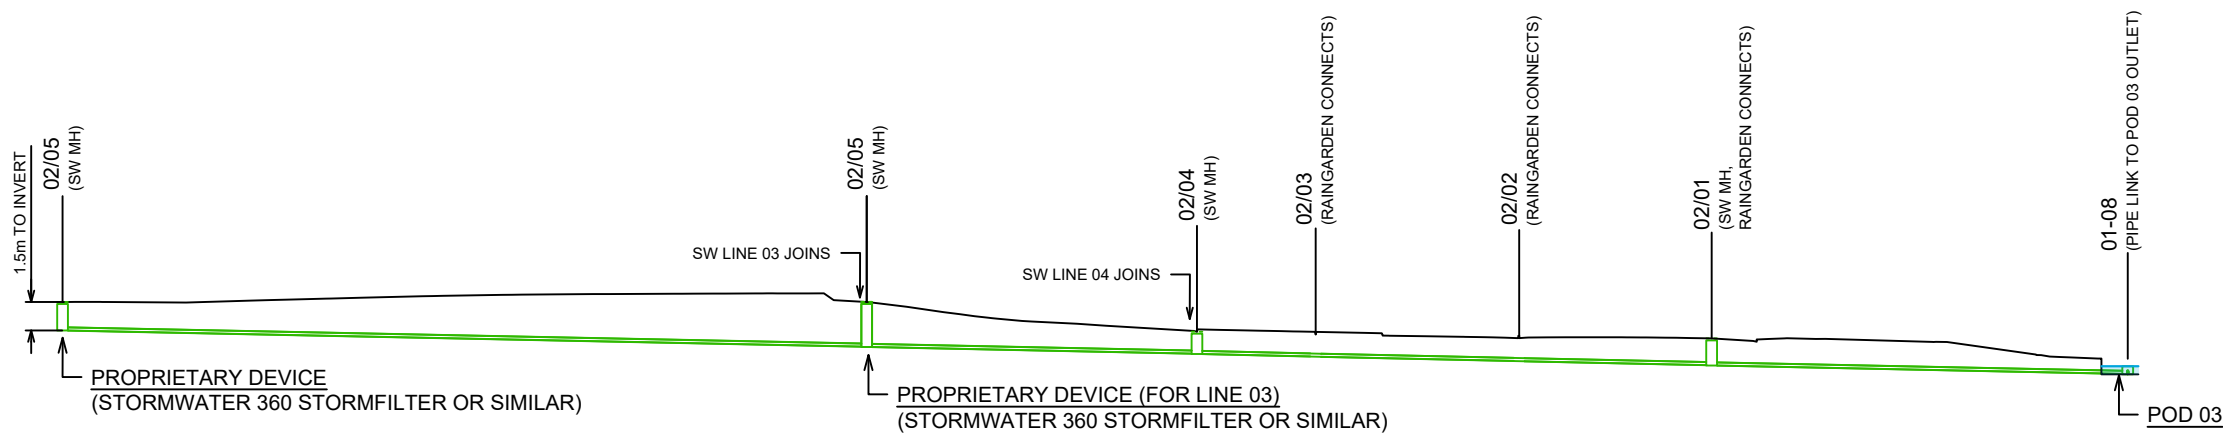 1.5m TO INVERT
02/05
(SW MH)
PROPRIETARY DEVICE
(STORMWATER 360 STORMFILTER OR SIMILAR)
SW LINE 03 JOINS
02/05
(SW MH)
PROPRIETARY DEVICE (FOR LINE 03)
(STORMWATER 360 STORMFILTER OR SIMILAR)
SW LINE 04 JOINS
02/04
(SW MH)
02/03
(RAINGARDEN CONNECTS)
02/02
(RAINGARDEN CONNECTS)
02/01
(SW MH,
RAINGARDEN CONNECTS)
01-08
(PIPE LINK TO POD 03 OUTLET)
POD 03